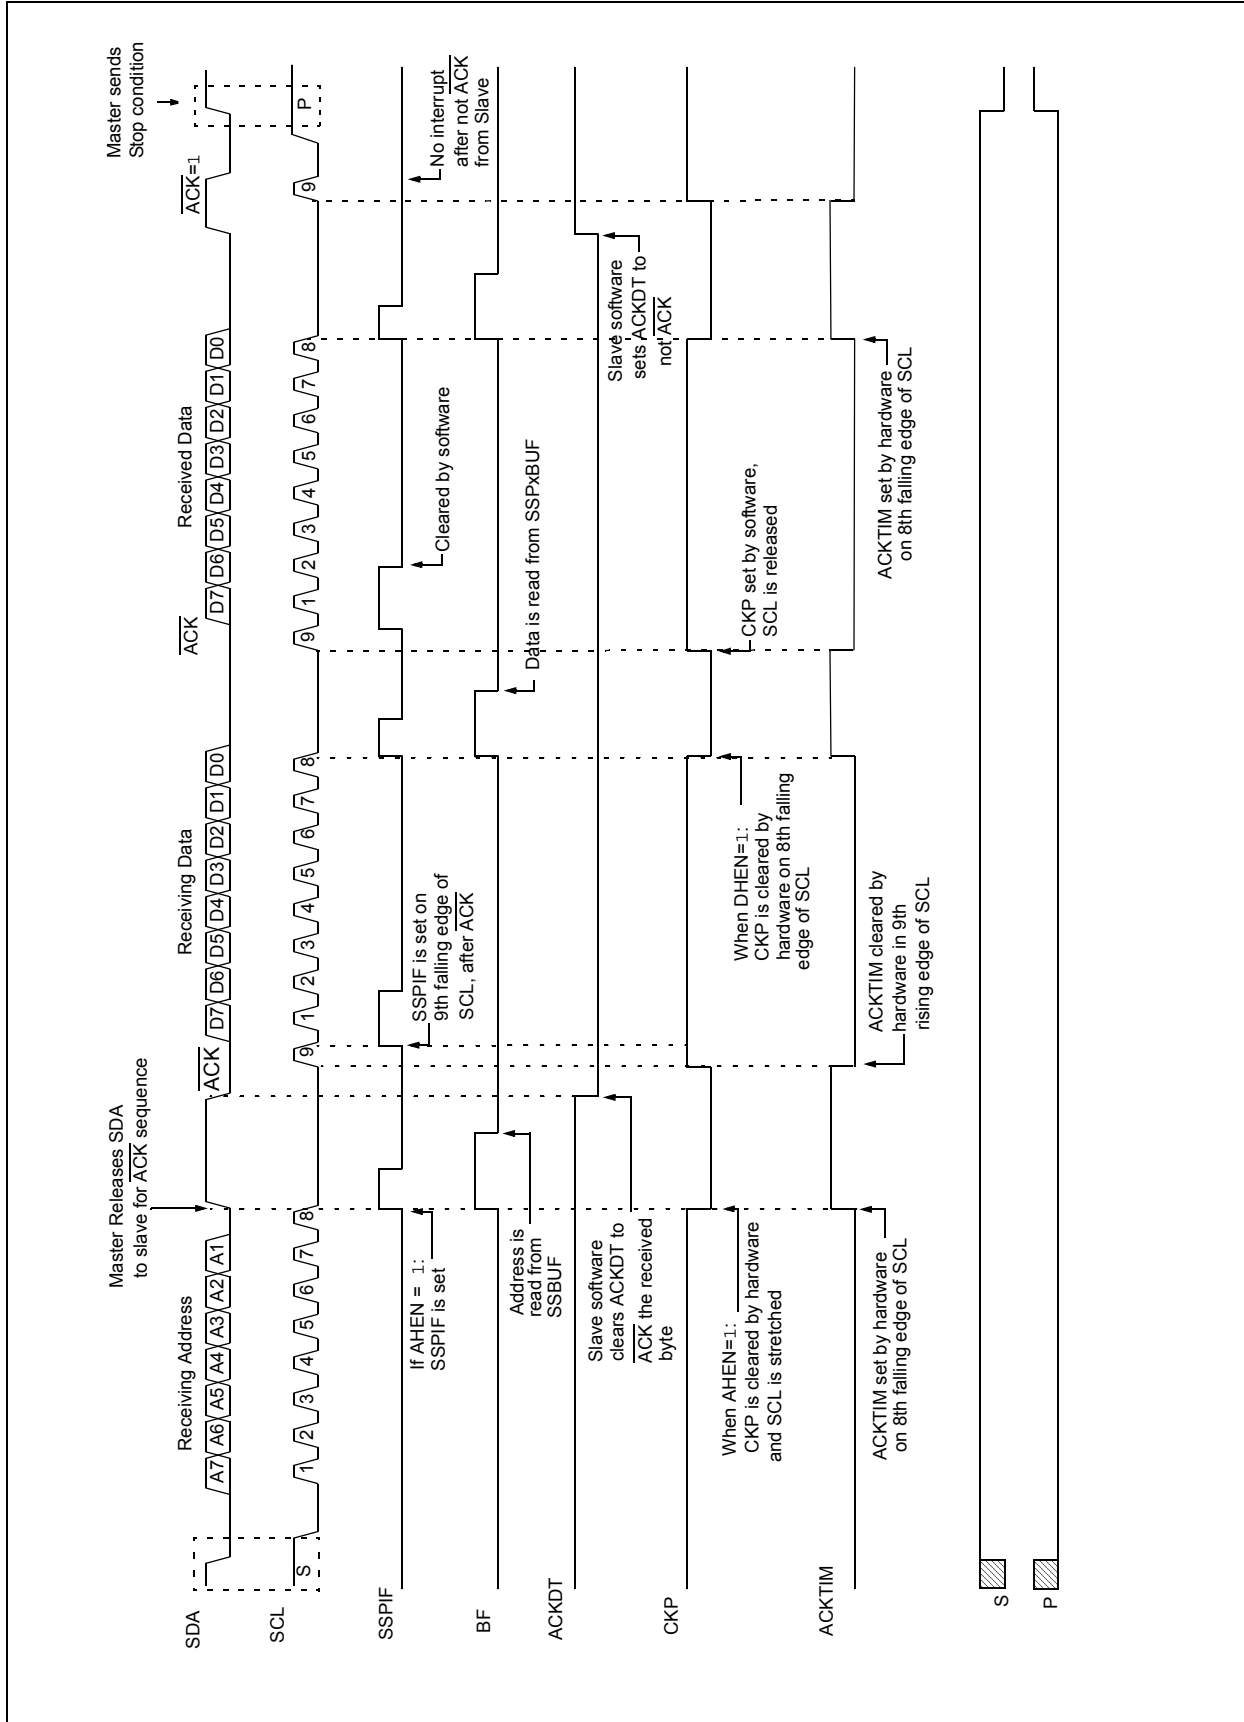 Master Releases SDA
to slave for ACK sequence
Master sends
Stop condition
Receiving Address
Receiving Data
Received Data
ACK
ACK
ACK=1
SDA
A7 A6 A5 A4 A3 A2 A1
D7 D6 D5 D4 D3 D2 D1 D0
D7 D6 D5 D4 D3 D2 D1 D0
SCL
S
1 2 3 4 5 6 7 8
9 1 2 3 4 5 6 7 8
9 1 2 3 4 5 6 7 8
9
P
SSPIF
If AHEN = 1:
SSPIF is set
SSPIF is set on
9th falling edge of
SCL, after ACK
Cleared by software
No interrupt
after not ACK
from Slave
BF
Address is
read from
SSBUF
Data is read from SSPxBUF
ACKDT
Slave software
clears ACKDT to
ACK the received
byte
Slave software
sets ACKDT to
not ACK
CKP
When AHEN=1:
CKP is cleared by hardware
and SCL is stretched
When DHEN=1:
CKP is cleared by
hardware on 8th falling
edge of SCL
CKP set by software,
SCL is released
ACKTIM
ACKTIM set by hardware
on 8th falling edge of SCL
ACKTIM cleared by
hardware in 9th
rising edge of SCL
ACKTIM set by hardware
on 8th falling edge of SCL
S
P